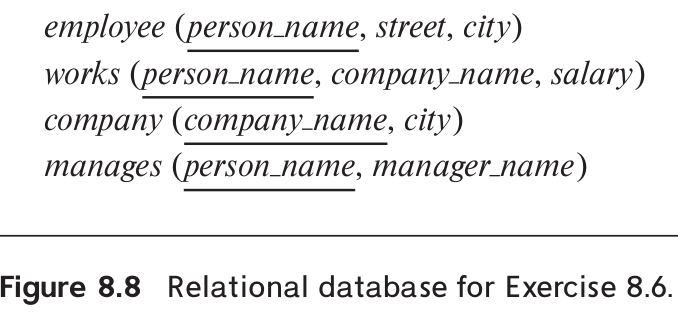 employee (person_name, street, city)
works (person_name, company_name, salary)
company (company_name, city)
manages (person_name, manager_name)
Figure 8.8 Relational database for Exercise 8.6.